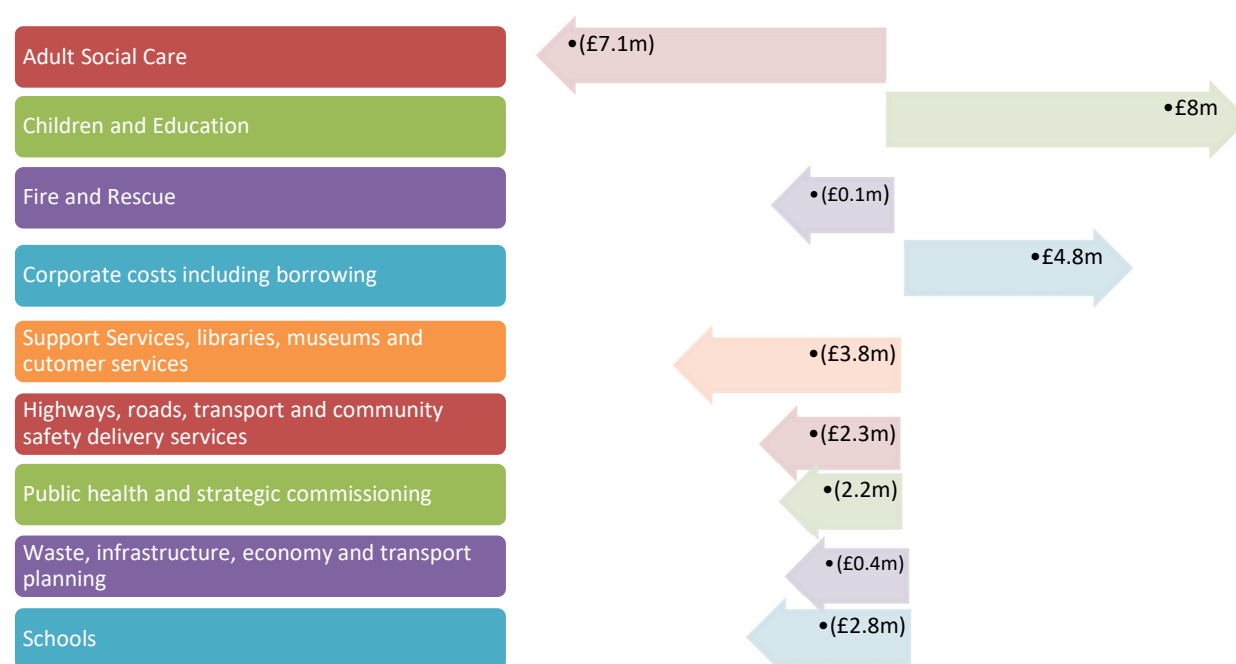 Adult Social Care
•(£7.1m)
Children and Education
•£8m
Fire and Rescue
•(£0.1m)
Corporate costs including borrowing
•£4.8m
Support Services, libraries, museums and
cutomer services
•(£3.8m)
Highways, roads, transport and community
safety delivery services
•(£2.3m)
Public health and strategic commissioning
•(2.2m)
Waste, infrastructure, economy and transport
planning
•(£0.4m)
Schools
•(£2.8m)